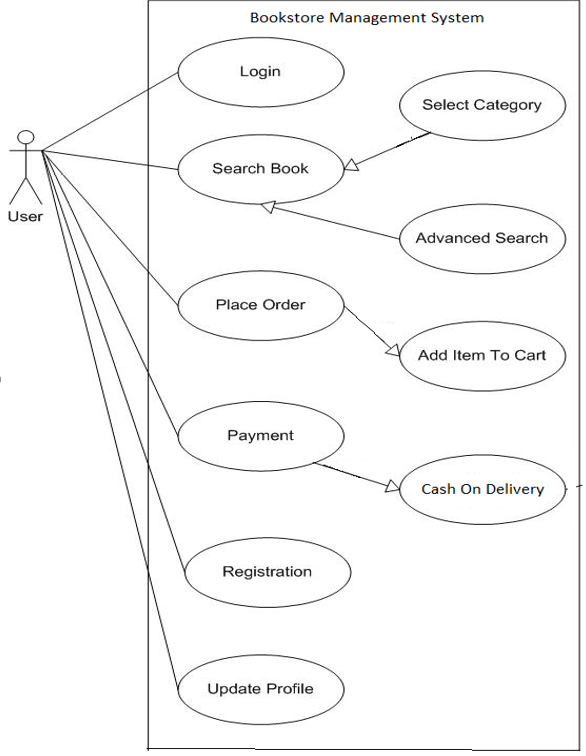 Bookstore Management System
Login
Select Category
Search Book
User
Advanced Search
Place Order
Add Item To Cart
Payment
Cash On Delivery
Registration
Update Profile